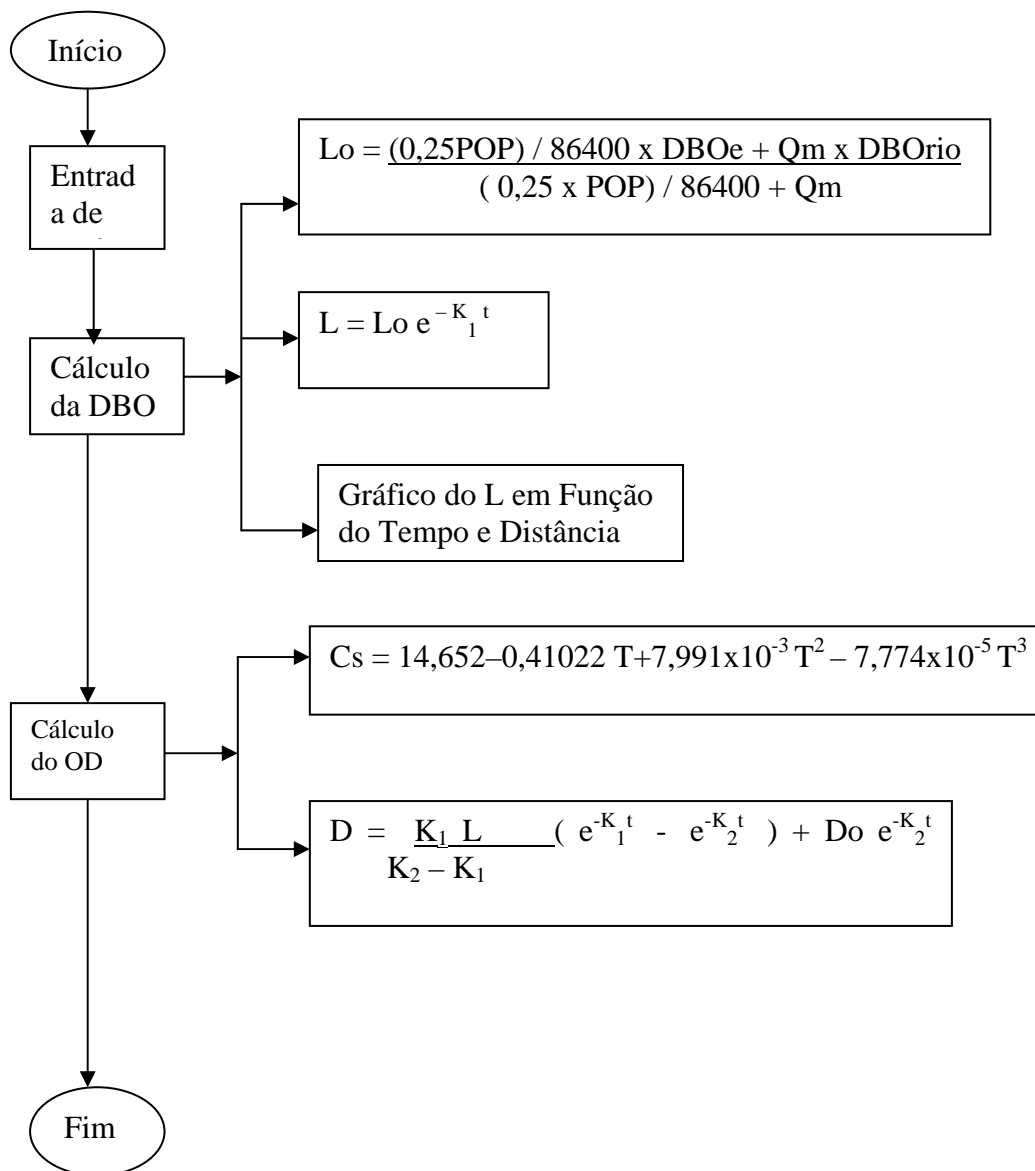 Início
Entrad
a de
Lo = (0,25POP) / 86400 x DBOe + Qm x DBOrio
( 0,25 x POP) / 86400 + Qm
L = Lo e – K₁ t
Cálculo
da DBO
Gráfico do L em Função
do Tempo e Distância
Cs = 14,652–0,41022 T+7,991x10⁻³ T² – 7,774x10⁻⁵ T³
Cálculo
do OD
D = K₁ L ( e⁻ᴷ₁ᵗ - e⁻ᴷ₂ᵗ ) + Do e⁻ᴷ₂ᵗ
K₂ – K₁
Fim